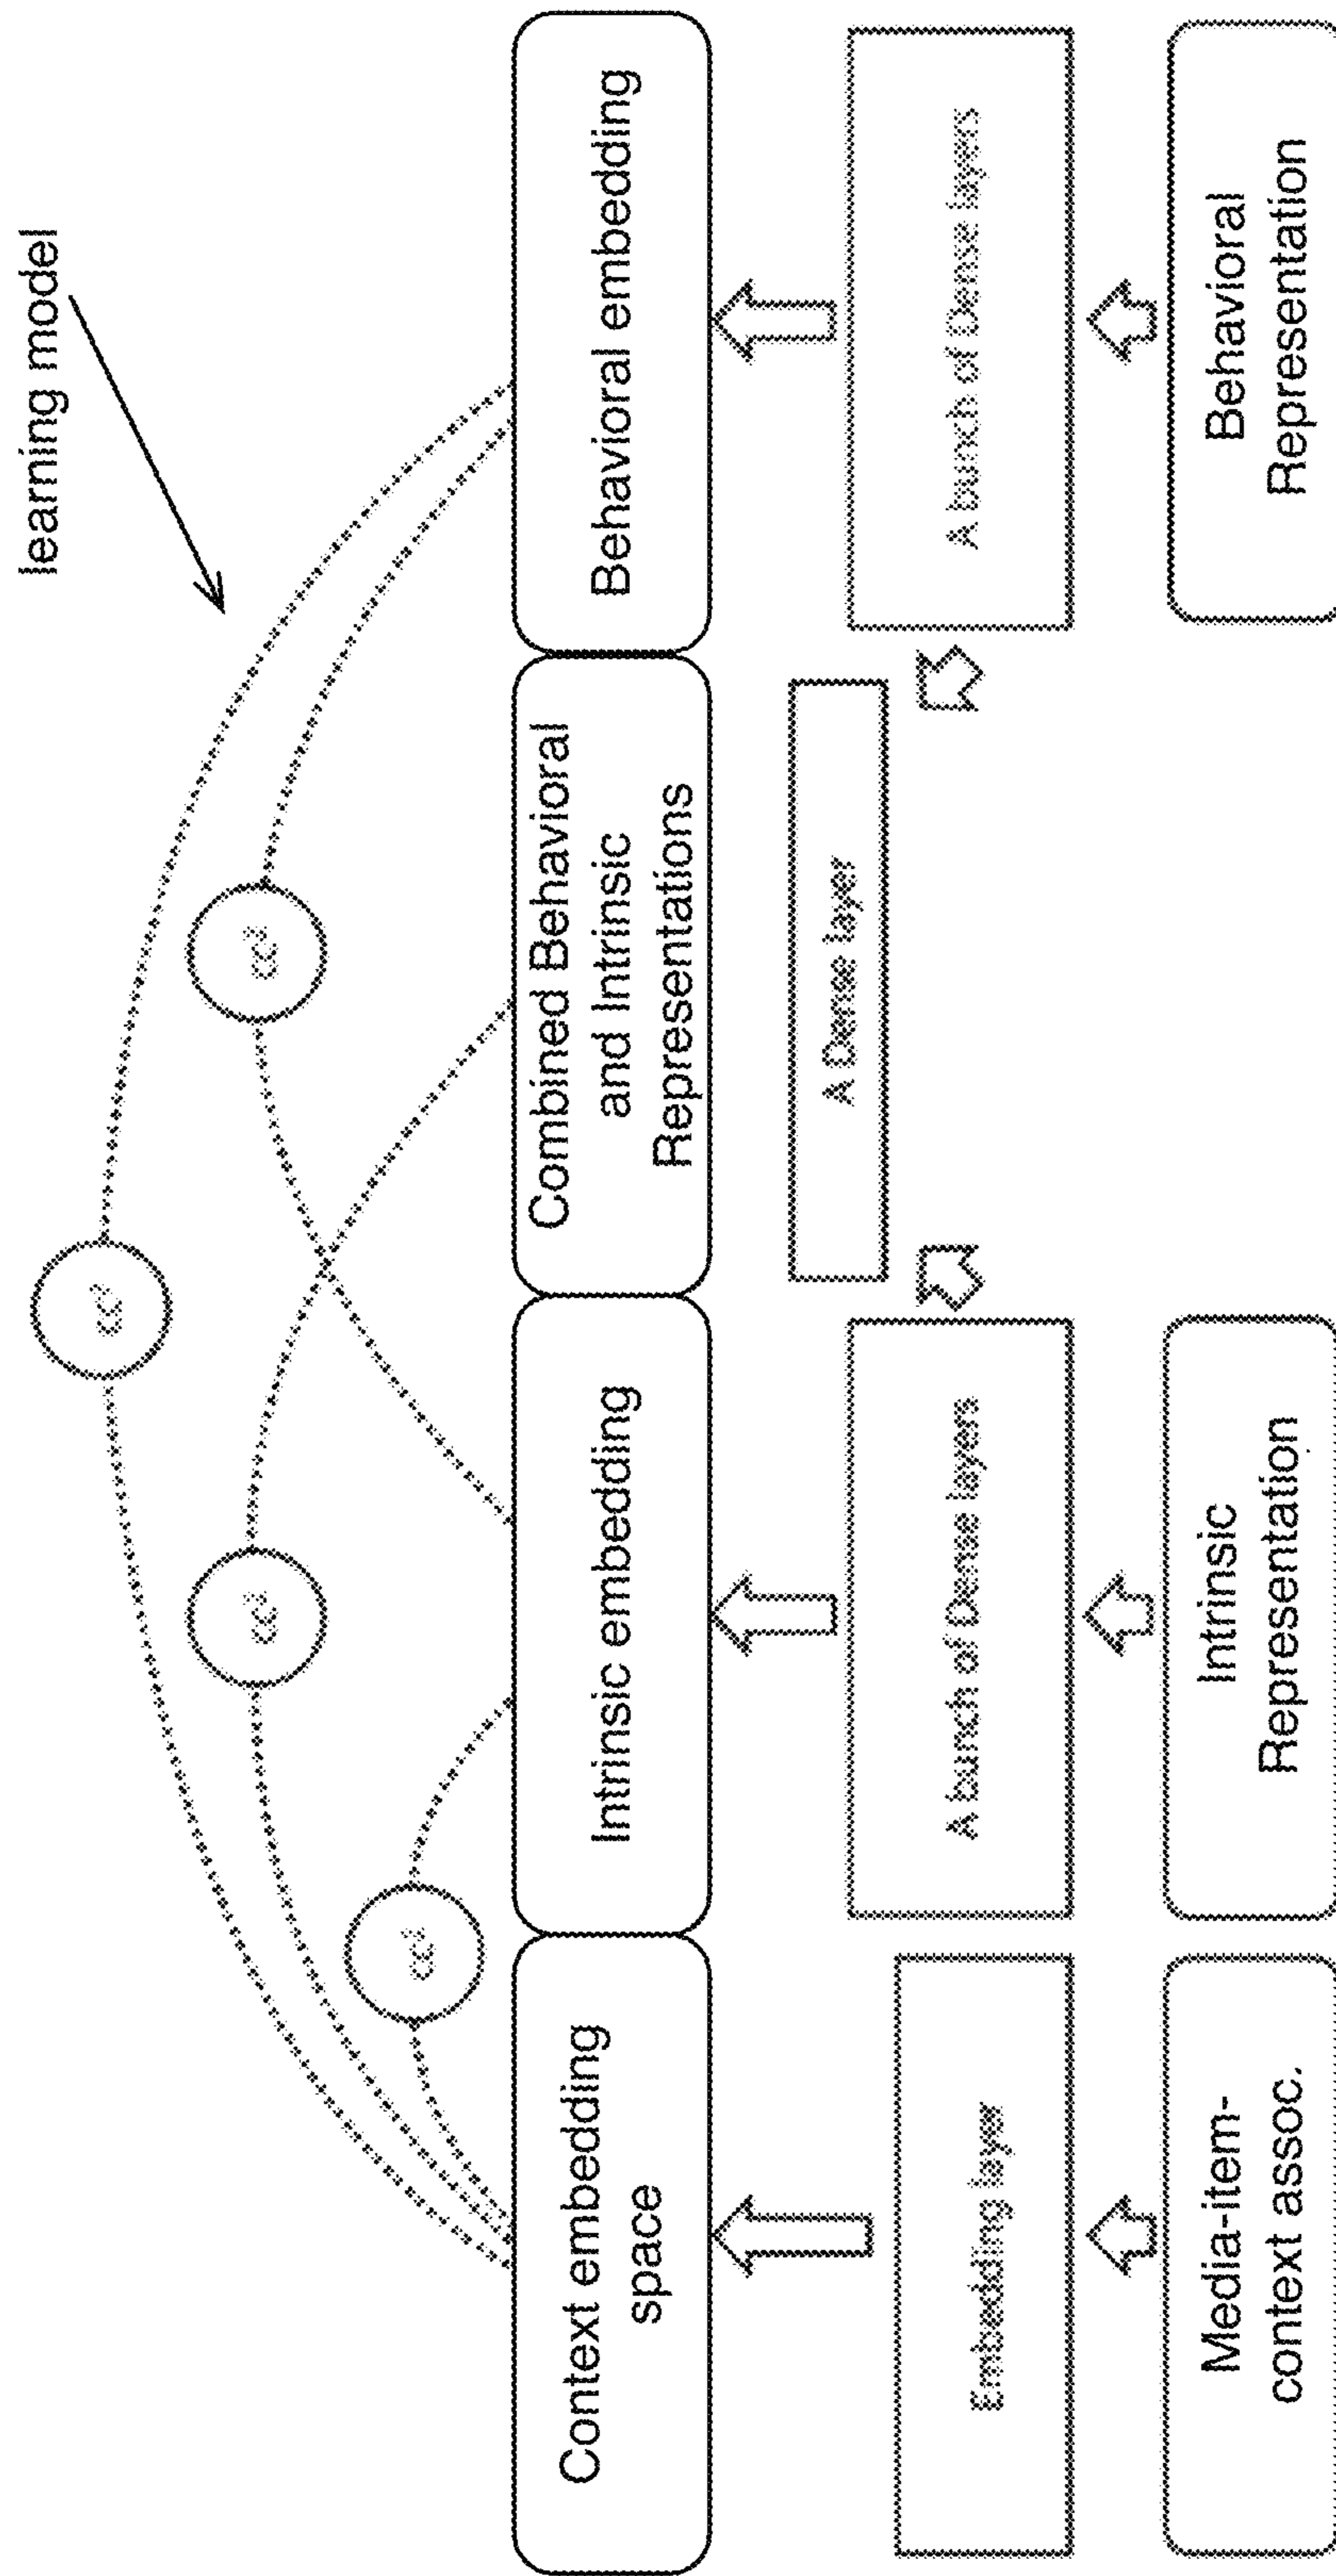 learning model
Context embedding
space
Intrinsic embedding
Combined Behavioral
and Intrinsic
Representations
Behavioral embedding
Embedding layer
A bunch of Dense layers
A Dense layer
A bunch of Dense layers
Media-item-
context assoc.
Intrinsic
Representation
Behavioral
Representation